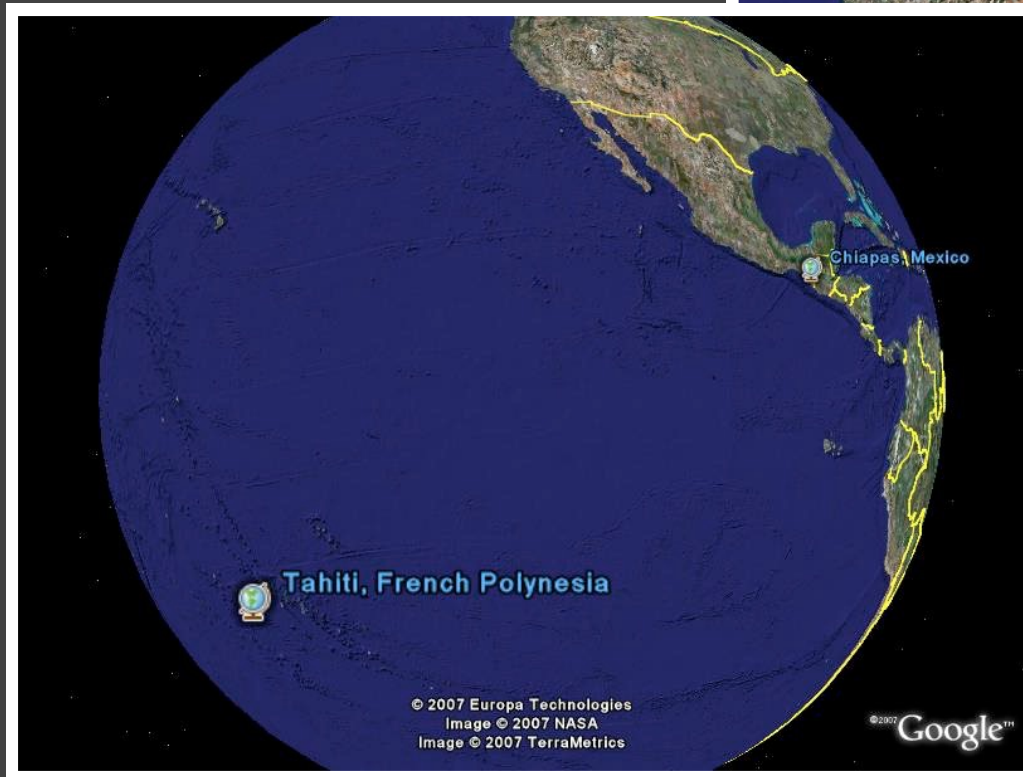 Chiapas, Mexico
Tahiti, French Polynesia
© 2007 Europa Technologies
Image © 2007 NASA
Image © 2007 TerraMetrics
©2007 Google™